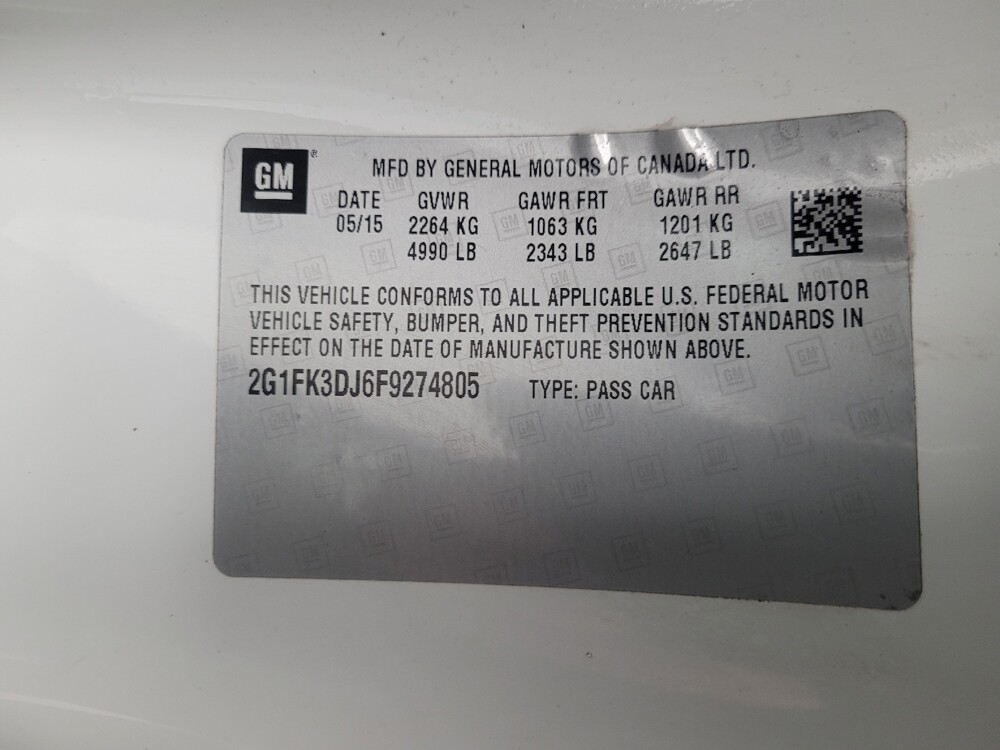 GM ®
MFD BY GENERAL MOTORS OF CANADA LTD.
DATE GVWR GAWR FRT GAWR RR
05/15 2264 KG 1063 KG 1201 KG
4990 LB 2343 LB 2647 LB
THIS VEHICLE CONFORMS TO ALL APPLICABLE U.S. FEDERAL MOTOR
VEHICLE SAFETY, BUMPER, AND THEFT PREVENTION STANDARDS IN
EFFECT ON THE DATE OF MANUFACTURE SHOWN ABOVE.
2G1FK3DJ6F9274805 TYPE: PASS CAR